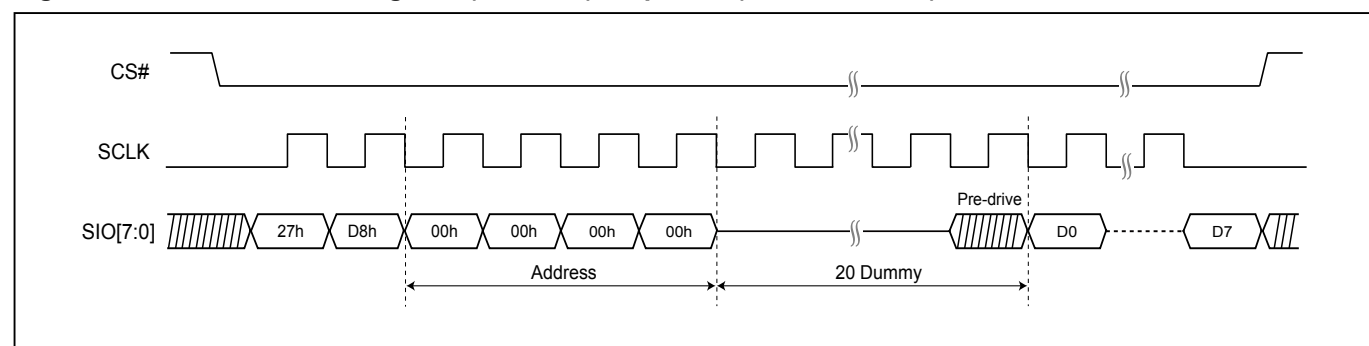 CS#
SCLK
Pre-drive
SIO[7:0] 27h D8h 00h 00h 00h 00h D0 D7
Address 20 Dummy